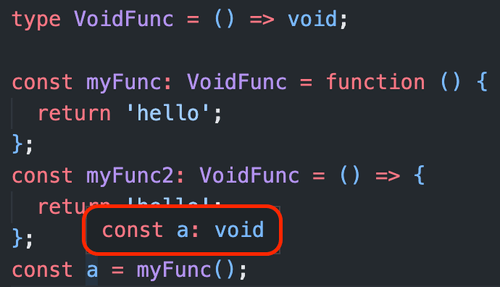 type VoidFunc = () => void;
const myFunc: VoidFunc = function () {
return 'hello';
};
const myFunc2: VoidFunc = () => {
return 'hello';
const a: void
};
const a = myFunc();